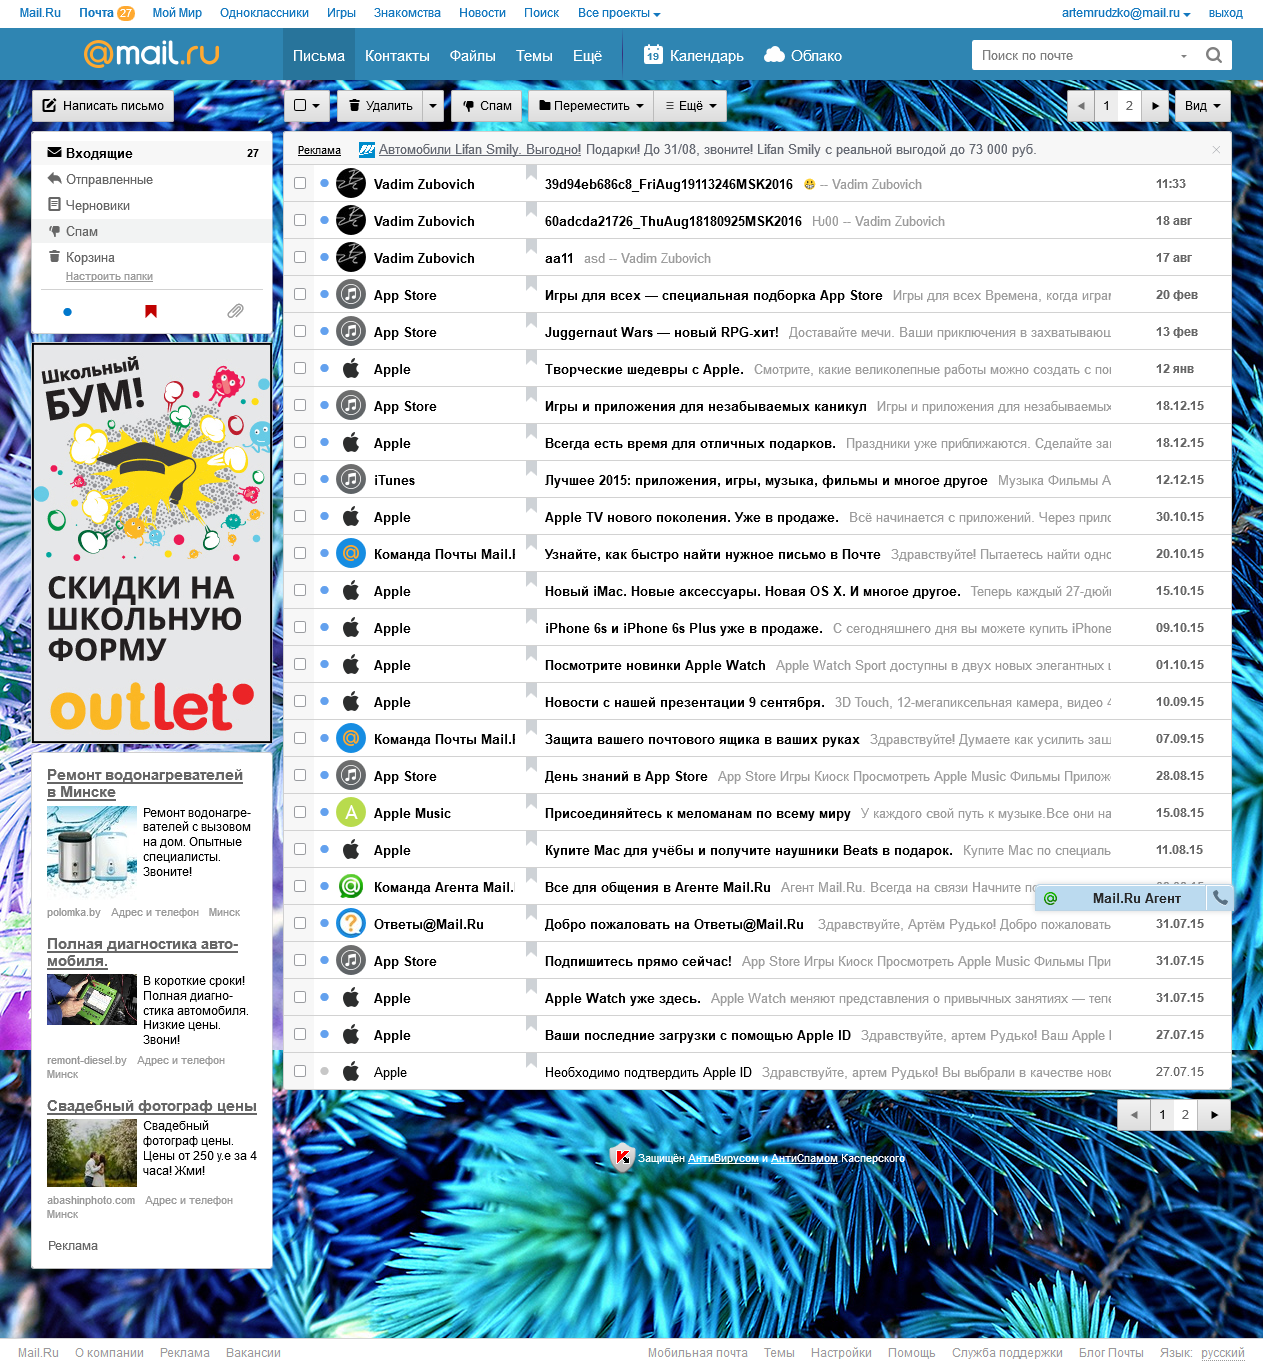 Mail.Ru Почта 27 Мой Мир Одноклассники Игры Знакомства Новости Поиск Все проекты artemrudzko@mail.ru выход
@mail.ru Письма Контакты Файлы Темы Ещё 19 Календарь Облако Поиск по почте
Написать письмо Удалить Спам Переместить Ещё 1 2 Вид
Входящие 27
Отправленные
Черновики
Спам
Корзина
Настроить папки
Школьный
БУМ!
СКИДКИ НА
ШКОЛЬНУЮ
ФОРМУ
outlet
Ремонт водонагревателей
в Минске
Ремонт водонагре-
вателей с вызовом
на дом. Опытные
специалисты.
Звоните!
polomka.by Адрес и телефон Минск
Полная диагностика авто-
мобиля.
В короткие сроки!
Полная диагно-
стика автомобиля.
Низкие цены.
Звони!
remont-diesel.by Адрес и телефон
Минск
Свадебный фотограф цены
Свадебный
фотограф цены.
Цены от 250 у.е за 4
часа! Жми!
abashinphoto.com Адрес и телефон
Минск
Реклама
Реклама Автомобили Lifan Smily. Выгодно! Подарки! До 31/08, звоните! Lifan Smily с реальной выгодой до 73 000 руб.
Vadim Zubovich 39d94eb686c8_FriAug19113246MSK2016 -- Vadim Zubovich 11:33
Vadim Zubovich 60adcda21726_ThuAug18180925MSK2016 Ƕ00 -- Vadim Zubovich 18 авг
Vadim Zubovich aa11 asd -- Vadim Zubovich 17 авг
App Store Игры для всех — специальная подборка App Store Игры для всех Времена, когда играм 20 фев
App Store Juggernaut Wars — новый RPG-хит! Доставайте мечи. Ваши приключения в захватывающ 13 фев
Apple Творческие шедевры с Apple. Смотрите, какие великолепные работы можно создать с по 12 янв
App Store Игры и приложения для незабываемых каникул Игры и приложения для незабываемых 18.12.15
Apple Всегда есть время для отличных подарков. Праздники уже приближаются. Сделайте за 18.12.15
iTunes Лучшее 2015: приложения, игры, музыка, фильмы и многое другое Музыка Фильмы A 12.12.15
Apple Apple TV нового поколения. Уже в продаже. Всё начинается с приложений. Через прило 30.10.15
Команда Почты Mail.R Узнайте, как быстро найти нужное письмо в Почте Здравствуйте! Пытаетесь найти одно 20.10.15
Apple Новый iMac. Новые аксессуары. Новая OS X. И многое другое. Теперь каждый 27-дюй 15.10.15
Apple iPhone 6s и iPhone 6s Plus уже в продаже. С сегодняшнего дня вы можете купить iPhone 09.10.15
Apple Посмотрите новинки Apple Watch Apple Watch Sport доступны в двух новых элегантных 01.10.15
Apple Новости с нашей презентации 9 сентября. 3D Touch, 12-мегапиксельная камера, видео 4 10.09.15
Команда Почты Mail.R Защита вашего почтового ящика в ваших руках Здравствуйте! Думаете как усилить защ 07.09.15
App Store День знаний в App Store App Store Игры Киоск Просмотреть Apple Music Фильмы Прилож 28.08.15
A Apple Music Присоединяйтесь к меломанам по всему миру У каждого свой путь к музыке.Все они на 15.08.15
Apple Купите Mac для учёбы и получите наушники Beats в подарок. Купите Mac по специаль 11.08.15
Команда Агента Mail. Все для общения в Агенте Mail.Ru Агент Mail.Ru. Всегда на связи Начните по
Mail.Ru Агент
Ответы@Mail.Ru Добро пожаловать на Ответы@Mail.Ru Здравствуйте, Артём Рудько! Добро пожаловать 31.07.15
App Store Подпишитесь прямо сейчас! App Store Игры Киоск Просмотреть Apple Music Фильмы При 31.07.15
Apple Apple Watch уже здесь. Apple Watch меняют представления о привычных занятиях — тепе 31.07.15
Apple Ваши последние загрузки с помощью Apple ID Здравствуйте, артем Рудько! Ваш Apple I 27.07.15
Apple Необходимо подтвердить Apple ID Здравствуйте, артем Рудько! Вы выбрали в качестве ново 27.07.15
1 2
Защищён АнтиВирусом и АнтиСпамом Касперского
Mail.Ru О компании Реклама Вакансии Мобильная почта Темы Настройки Помощь Служба поддержки Блог Почты Язык: русский